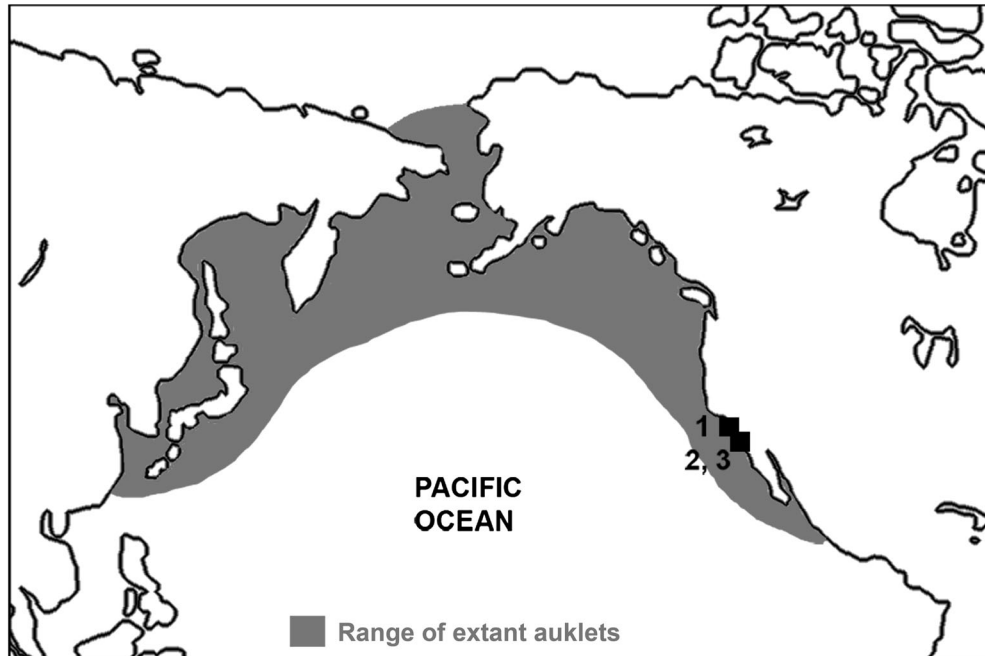 1
2, 3
PACIFIC
OCEAN
Range of extant auklets